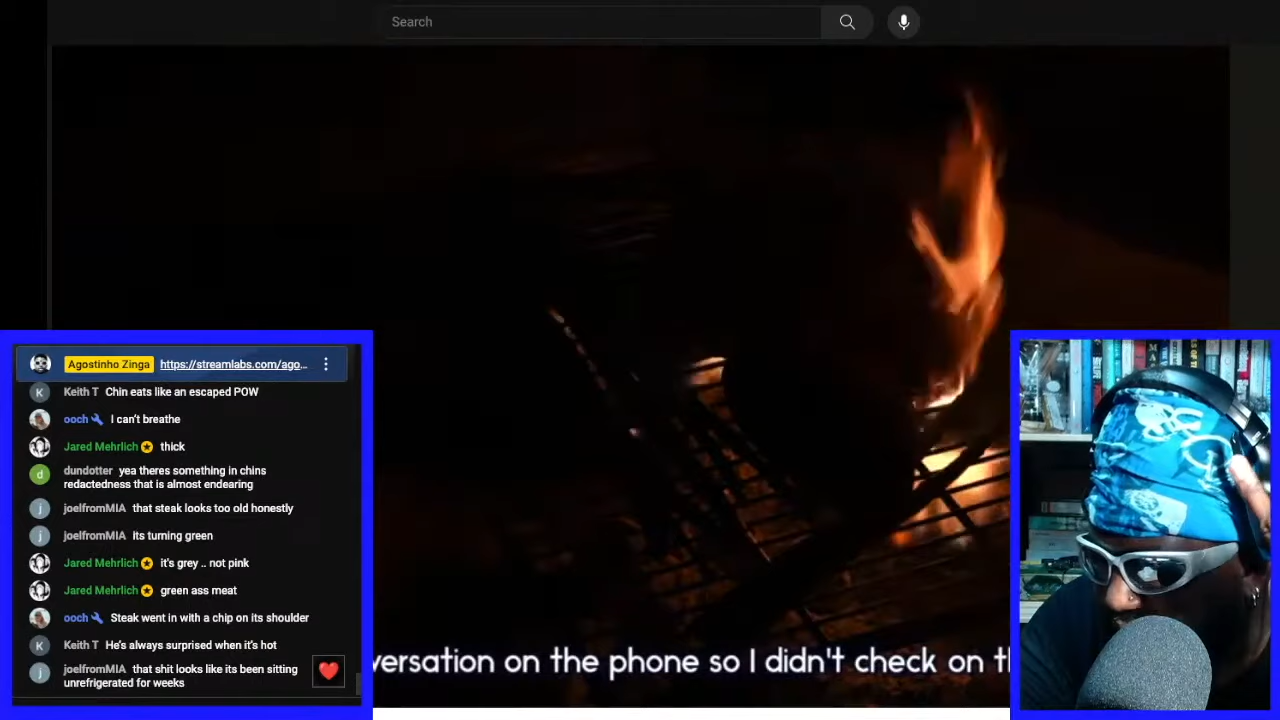 Search
Agostinho Zinga https://streamlabs.com/ago...
K Keith T Chin eats like an escaped POW
ooch I can't breathe
Jared Mehrlich thick
d dundotter yea theres something in chins
redactedness that is almost endearing
j joelfromMIA that steak looks too old honestly
j joelfromMIA Its turning green
Jared Mehrlich it's grey .. not pink
Jared Mehrlich green ass meat
ooch Steak went in with a chip on its shoulder
K Keith T He's always surprised when it's hot
j joelfromMIA that shit looks like its been sitting
unrefrigerated for weeks
versation on the phone so I didn't check on th